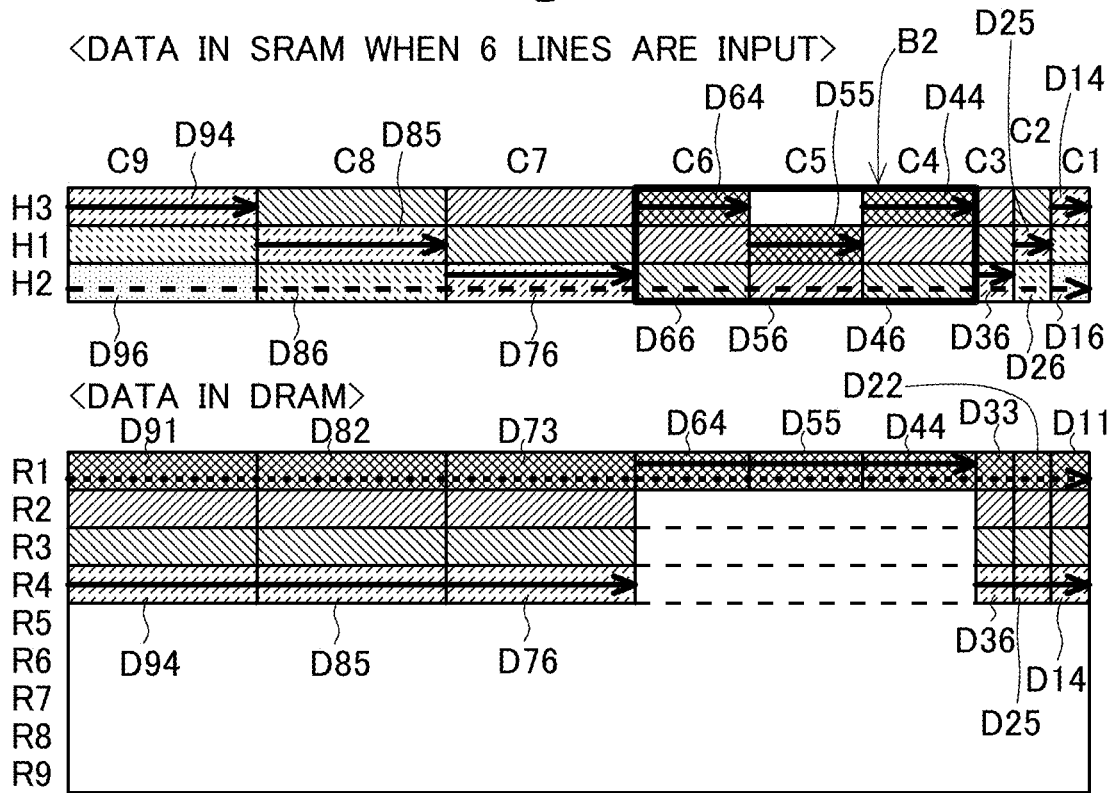 <DATA IN SRAM WHEN 6 LINES ARE INPUT>
B2
D25
D64
D55
D44
D14
D94
D85
C2
C9
C8
C7
C6
C5
C4
C3
C1
H3
H1
H2
D96
D86
D76
D66
D56
D46
D36
D26
D16
<DATA IN DRAM>
D22
D91
D82
D73
D64
D55
D44
D33
D11
R1
R2
R3
R4
R5
R6
R7
R8
R9
D94
D85
D76
D36
D25
D14